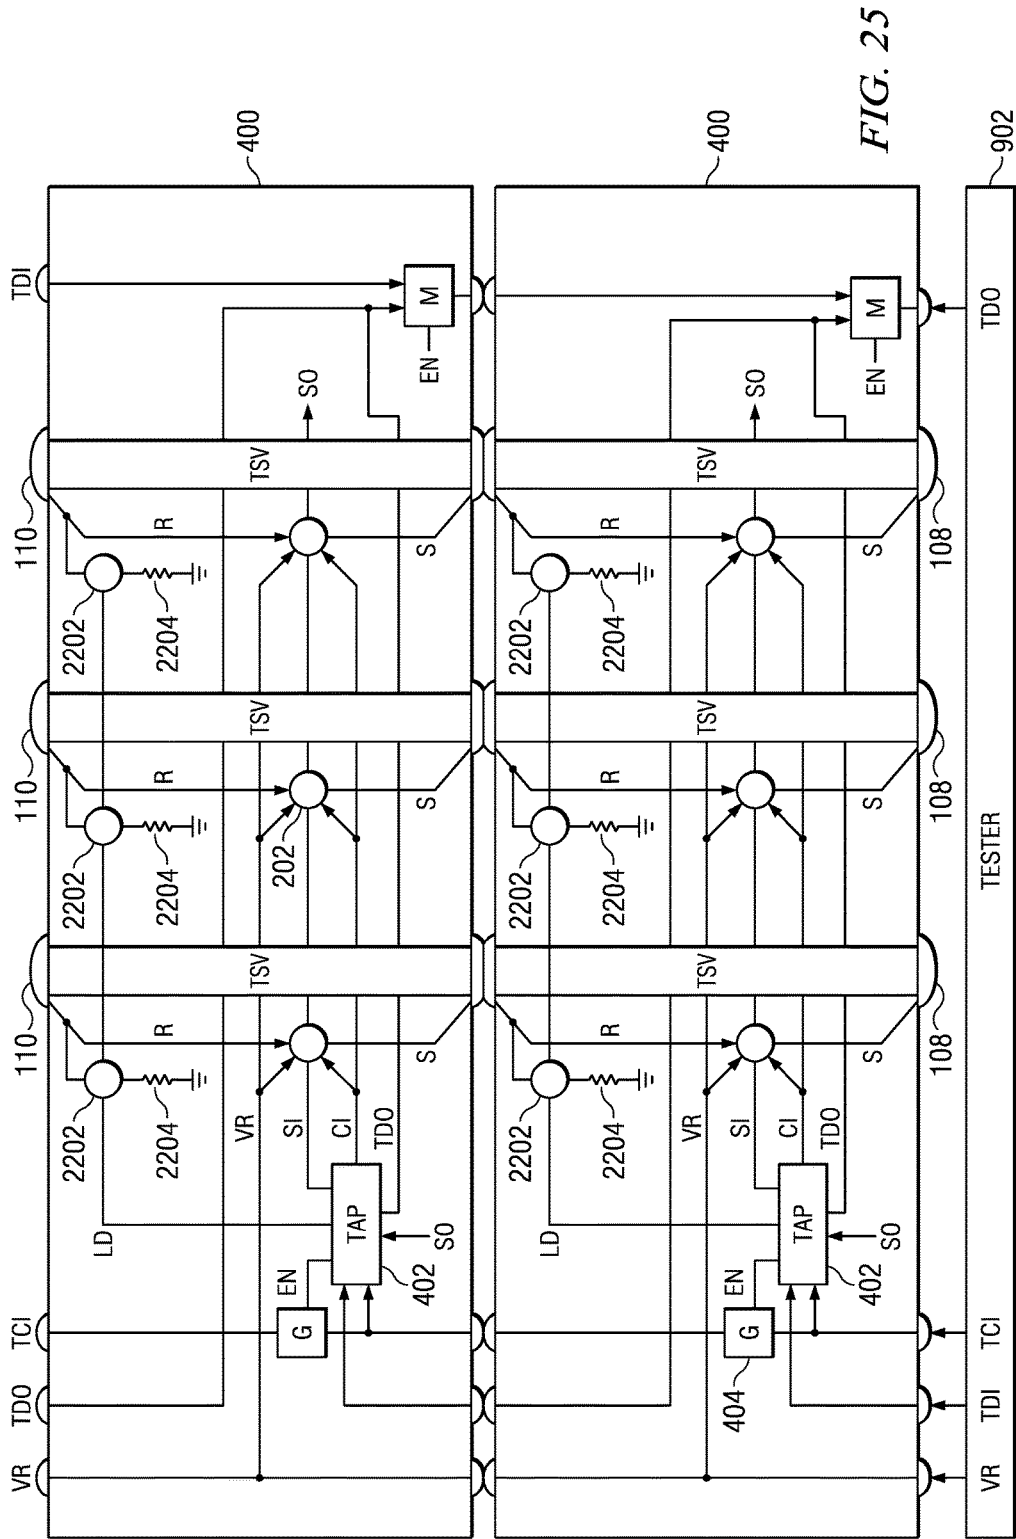 VR
TDO
TCI
110
110
110
TDI
400
2202
2202
2202
LD
R
R
R
2204
2204
2204
VR
TSV
TSV
TSV
EN
SI
202
SO
G
CI
TAP
TDO
SO
402
S
S
S
EN
M
400
2202
2202
2202
LD
R
R
R
2204
2204
2204
VR
TSV
TSV
TSV
EN
SI
SO
G
404
CI
TAP
TDO
SO
402
S
S
S
EN
M
108
108
108
FIG. 25
VR
TDI
TCI
TESTER
TDO
902